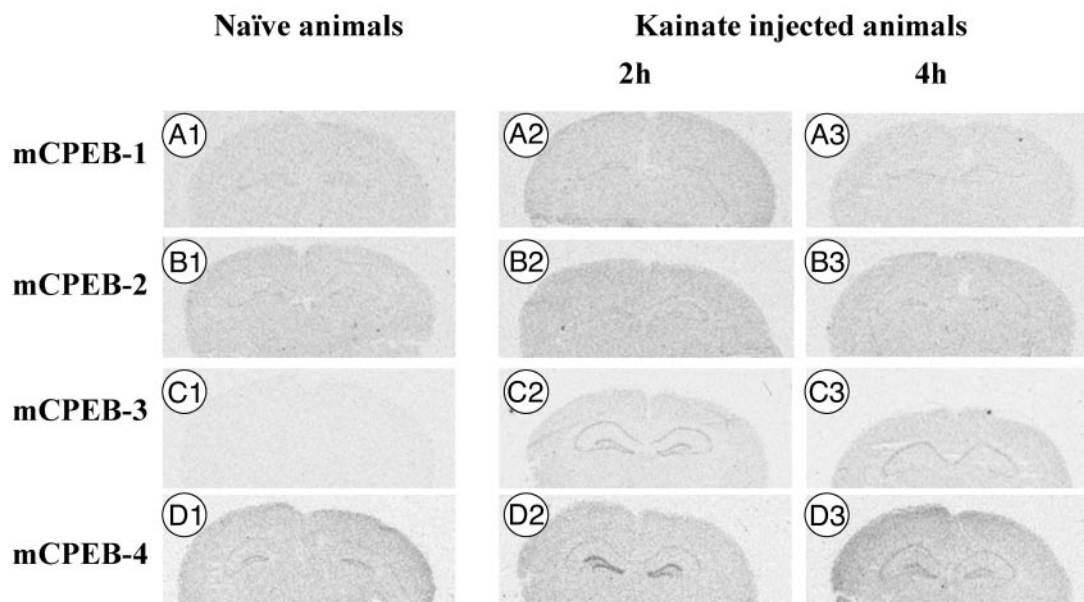 Naïve animals Kainate injected animals
2h 4h
mCPEB-1 A1 A2 A3
mCPEB-2 B1 B2 B3
mCPEB-3 C1 C2 C3
mCPEB-4 D1 D2 D3